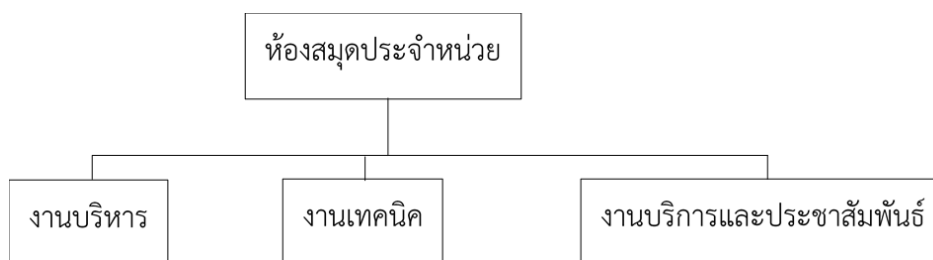 ห้องสมุดประจำหน่วย
งานบริหาร
งานเทคนิค
งานบริการและประชาสัมพันธ์